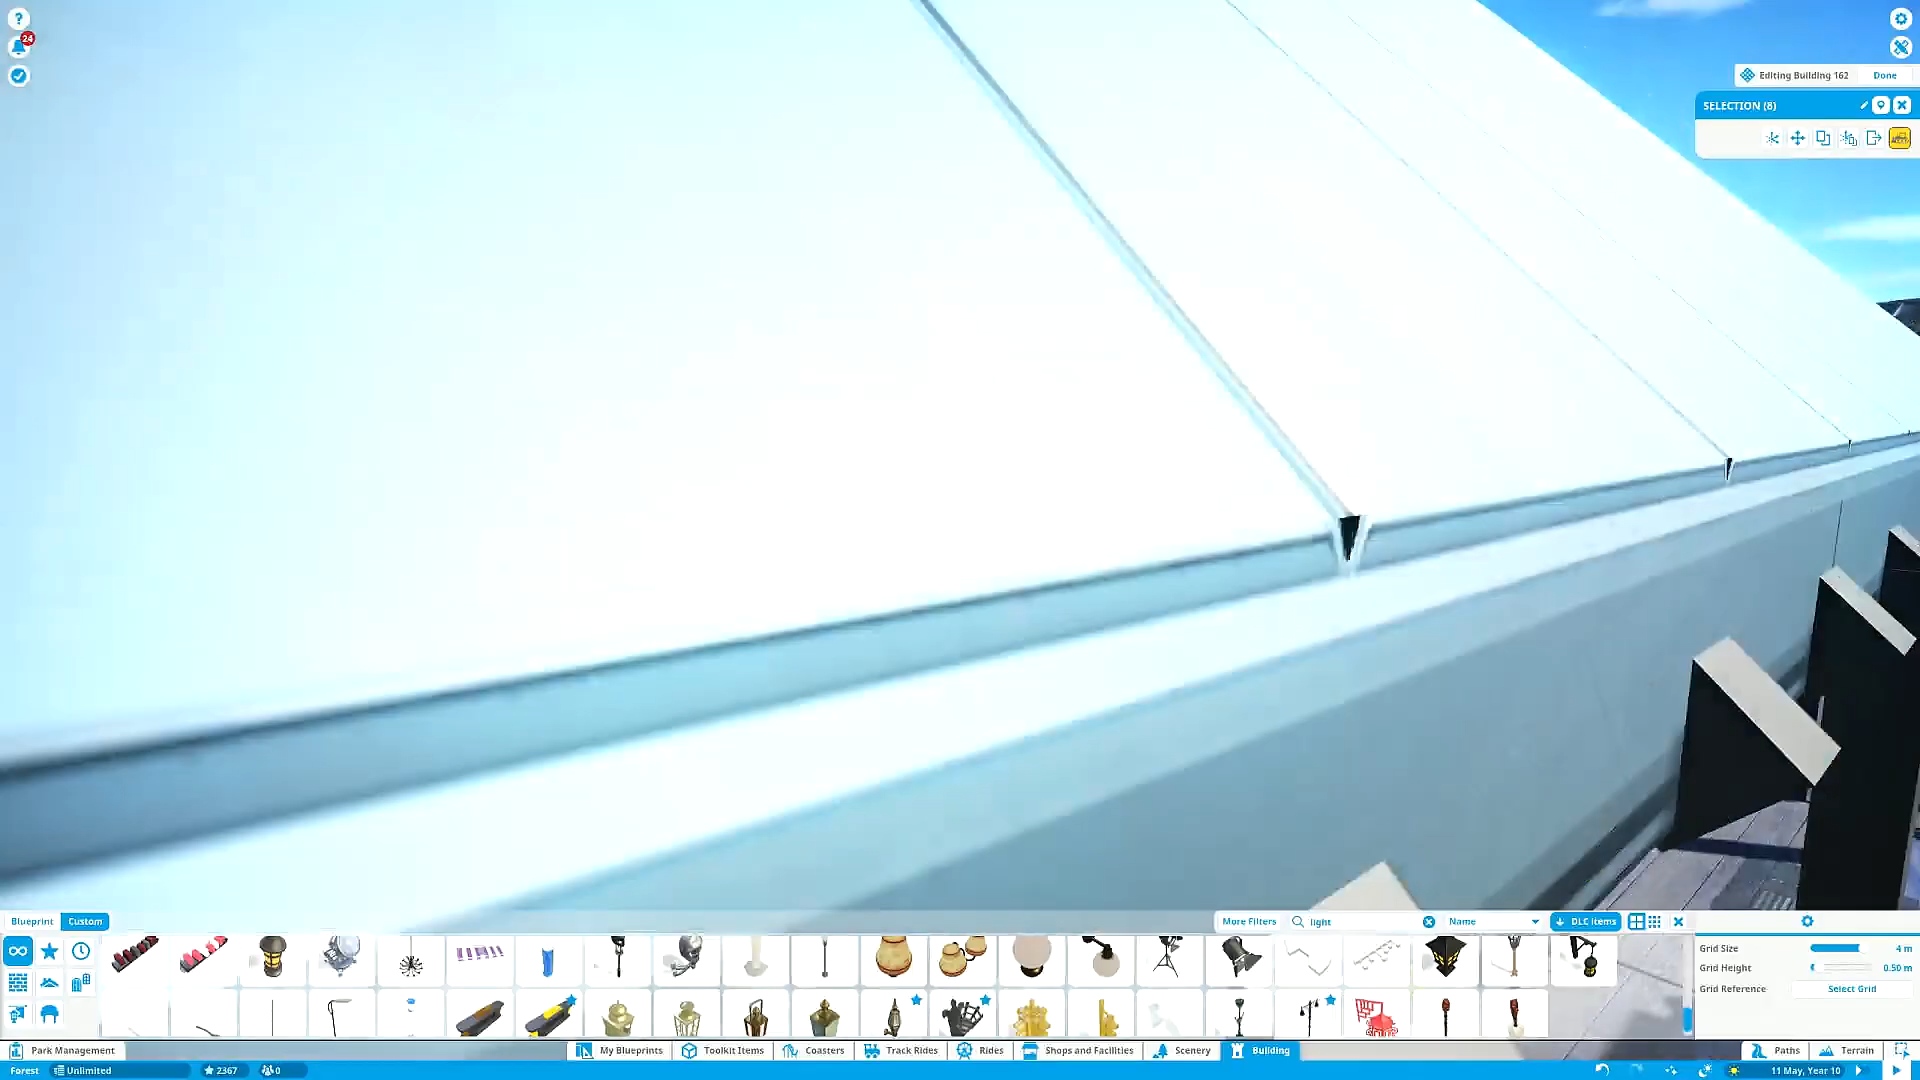 ?
24
Editing Building 162 Done
SELECTION (8)
Blueprint Custom
More Filters light Name DLC Items
Grid Size 4 m
Grid Height 0.50 m
Grid Reference Select Grid
Park Management My Blueprints Toolkit Items Coasters Track Rides Rides Shops and Facilities Scenery Building Paths Terrain
Forest Unlimited 2367 0 11 May, Year 10